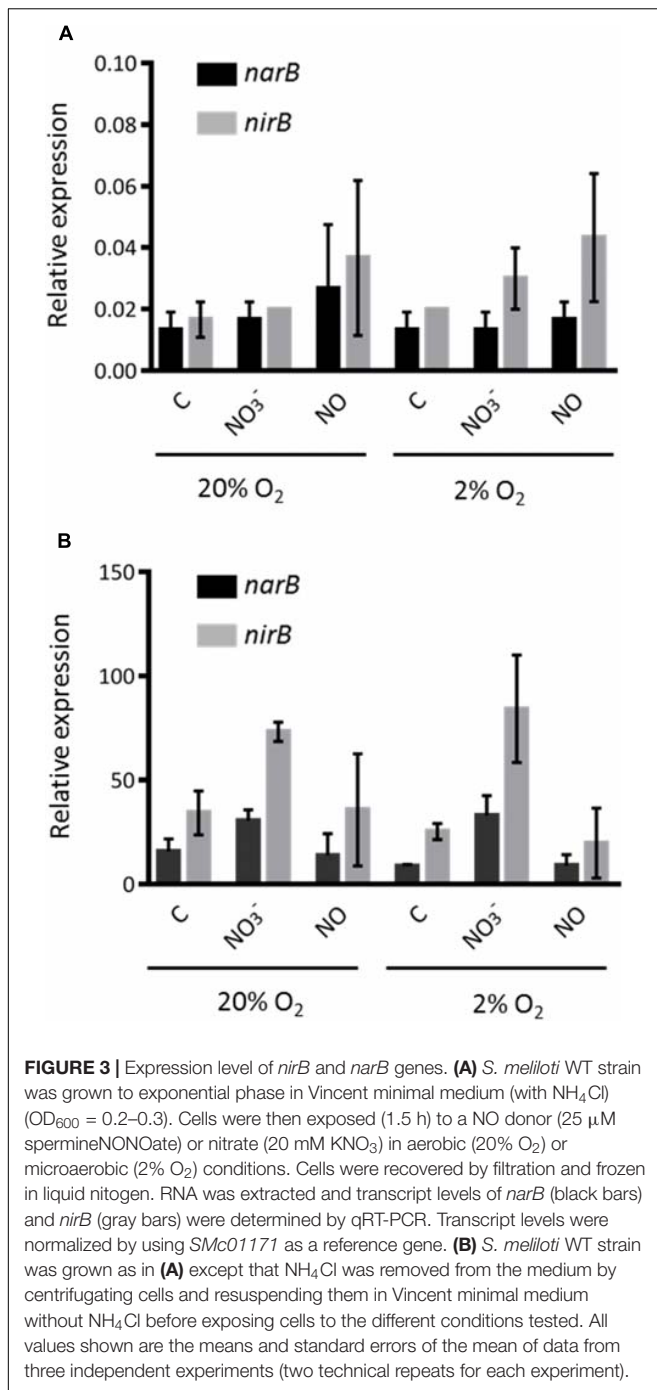 A
0.10
0.08
0.06
0.04
0.02
0.00
Relative expression
narB
nirB
C
NO₃⁻
NO
C
NO₃⁻
NO
20% O₂
2% O₂
B
150
100
50
0
Relative expression
narB
nirB
C
NO₃⁻
NO
C
NO₃⁻
NO
20% O₂
2% O₂
FIGURE 3 | Expression level of nirB and narB genes. (A) S. meliloti WT strain
was grown to exponential phase in Vincent minimal medium (with NH₄Cl)
(OD₆₀₀ = 0.2–0.3). Cells were then exposed (1.5 h) to a NO donor (25 μM
spermineNONOate) or nitrate (20 mM KNO₃) in aerobic (20% O₂) or
microaerobic (2% O₂) conditions. Cells were recovered by filtration and frozen
in liquid nitogen. RNA was extracted and transcript levels of narB (black bars)
and nirB (gray bars) were determined by qRT-PCR. Transcript levels were
normalized by using SMc01171 as a reference gene. (B) S. meliloti WT strain
was grown as in (A) except that NH₄Cl was removed from the medium by
centrifugating cells and resuspending them in Vincent minimal medium
without NH₄Cl before exposing cells to the different conditions tested. All
values shown are the means and standard errors of the mean of data from
three independent experiments (two technical repeats for each experiment).